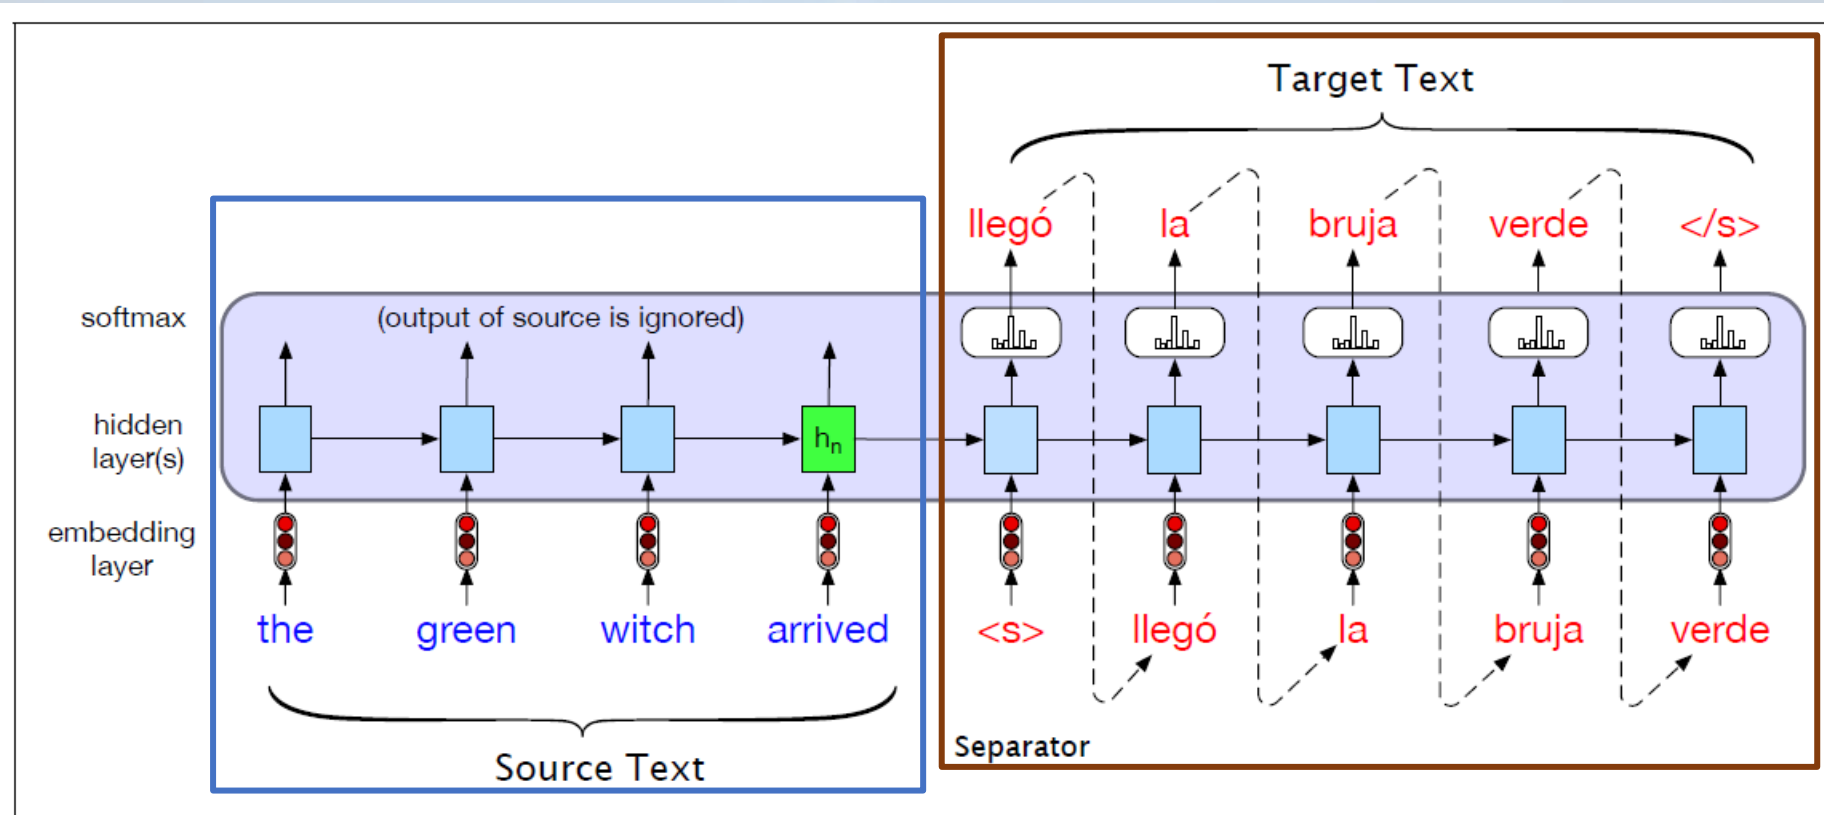 Target Text
llegó la bruja verde </s>
softmax (output of source is ignored)
hidden
layer(s)
hn
embedding
layer
the green witch arrived <s> llegó la bruja verde
Separator
Source Text